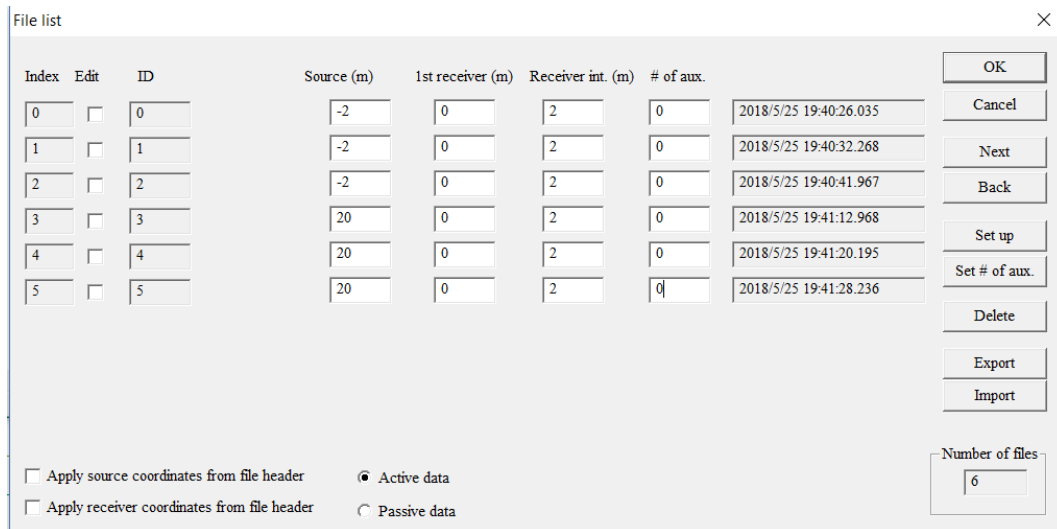 File list
Index Edit ID Source (m) 1st receiver (m) Receiver int. (m) # of aux. OK
0 0 -2 0 2 0 2018/5/25 19:40:26.035 Cancel
1 1 -2 0 2 0 2018/5/25 19:40:32.268 Next
2 2 -2 0 2 0 2018/5/25 19:40:41.967 Back
3 3 20 0 2 0 2018/5/25 19:41:12.968 Set up
4 4 20 0 2 0 2018/5/25 19:41:20.195 Set # of aux.
5 5 20 0 2 0 2018/5/25 19:41:28.236
Delete
Export
Import
Number of files
6
Apply source coordinates from file header Active data
Apply receiver coordinates from file header Passive data